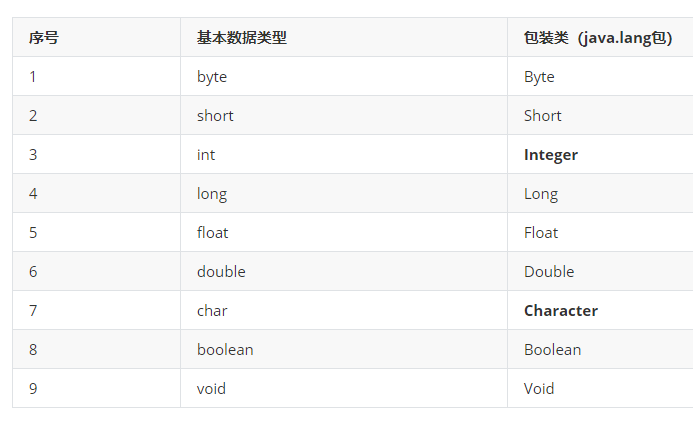 序号 基本数据类型 包装类（java.lang包）
1 byte Byte
2 short Short
3 int Integer
4 long Long
5 float Float
6 double Double
7 char Character
8 boolean Boolean
9 void Void